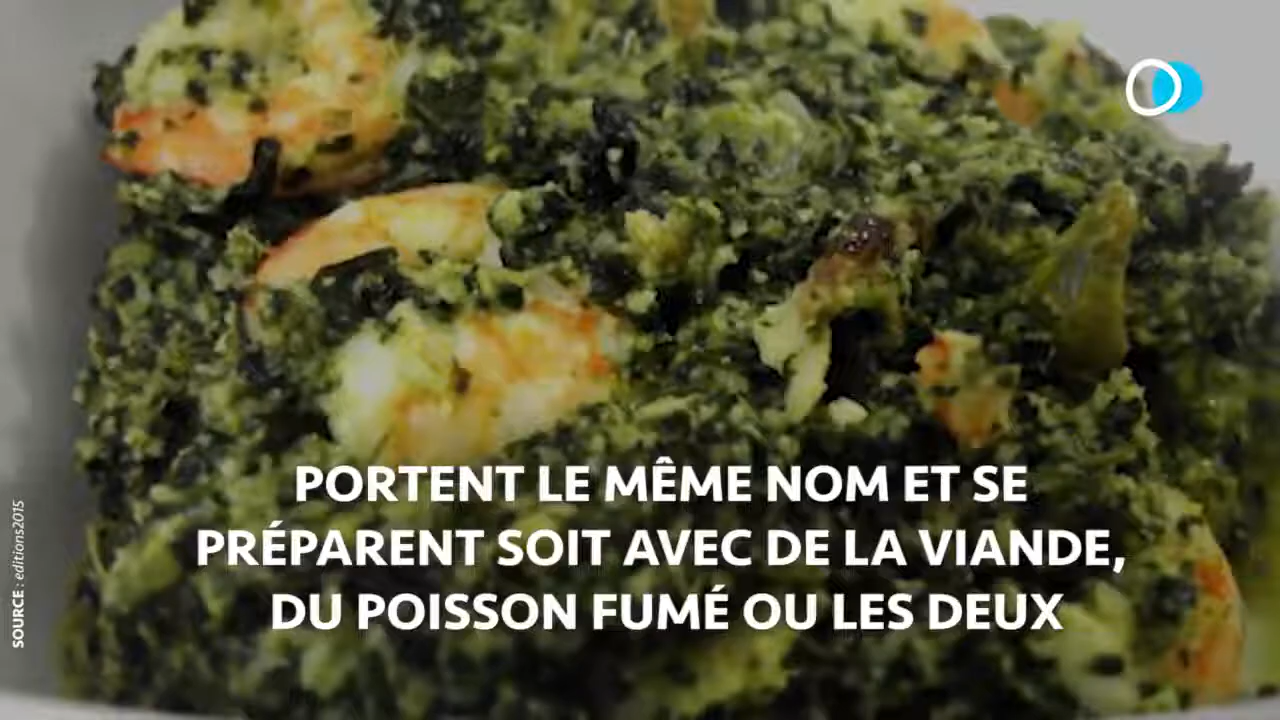 PORTENT LE MÊME NOM ET SE
PRÉPARENT SOIT AVEC DE LA VIANDE,
DU POISSON FUMÉ OU LES DEUX
SOURCE : editions2015